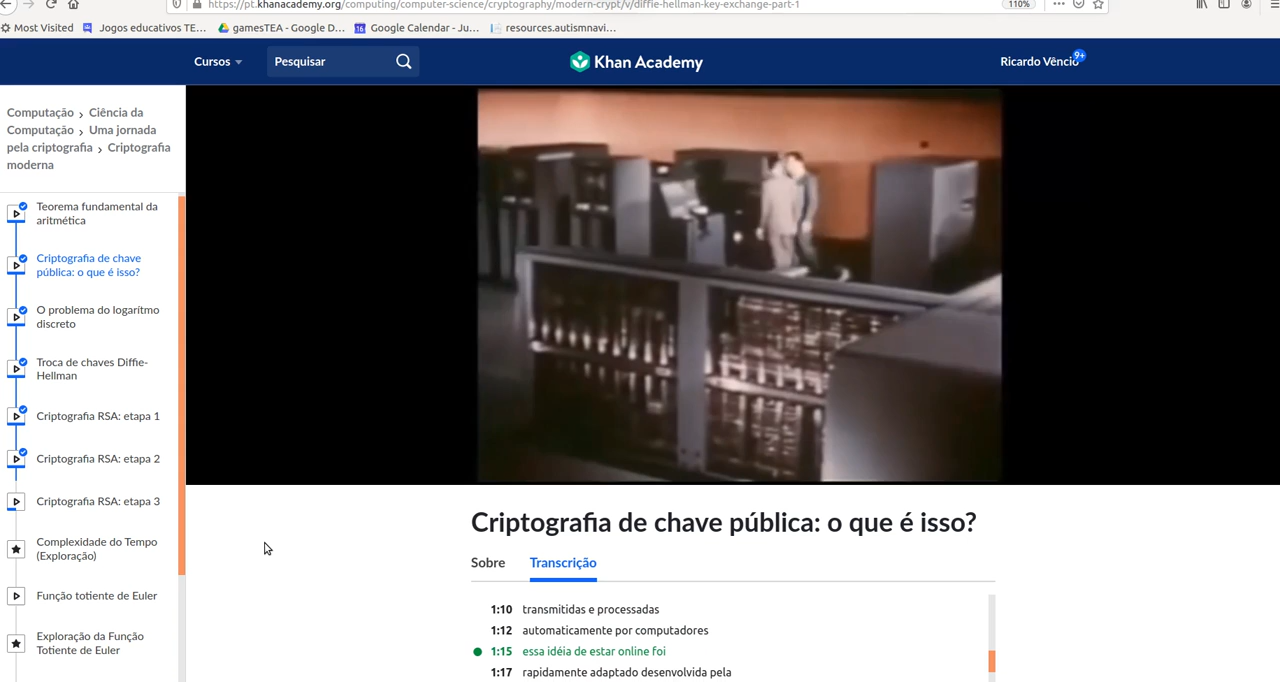 https://pt.khanacademy.org/computing/computer-science/cryptography/modern-crypt/v/diffie-hellman-key-exchange-part-1
110%
Most Visited
Jogos educativos TE...
gamesTEA - Google D...
Google Calendar - Ju...
resources.autismnavi...
Cursos
Pesquisar
Khan Academy
Ricardo Vêncio
9+
Computação > Ciência da
Computação > Uma jornada
pela criptografia > Criptografia
moderna
Teorema fundamental da
aritmética
Criptografia de chave
pública: o que é isso?
O problema do logarítmo
discreto
Troca de chaves Diffie-
Hellman
Criptografia RSA: etapa 1
Criptografia RSA: etapa 2
Criptografia RSA: etapa 3
Complexidade do Tempo
(Exploração)
Função totiente de Euler
Exploração da Função
Totiente de Euler
Criptografia de chave pública: o que é isso?
Sobre
Transcrição
1:10 transmitidas e processadas
1:12 automaticamente por computadores
1:15 essa idéia de estar online foi
1:17 rapidamente adaptado desenvolvida pela